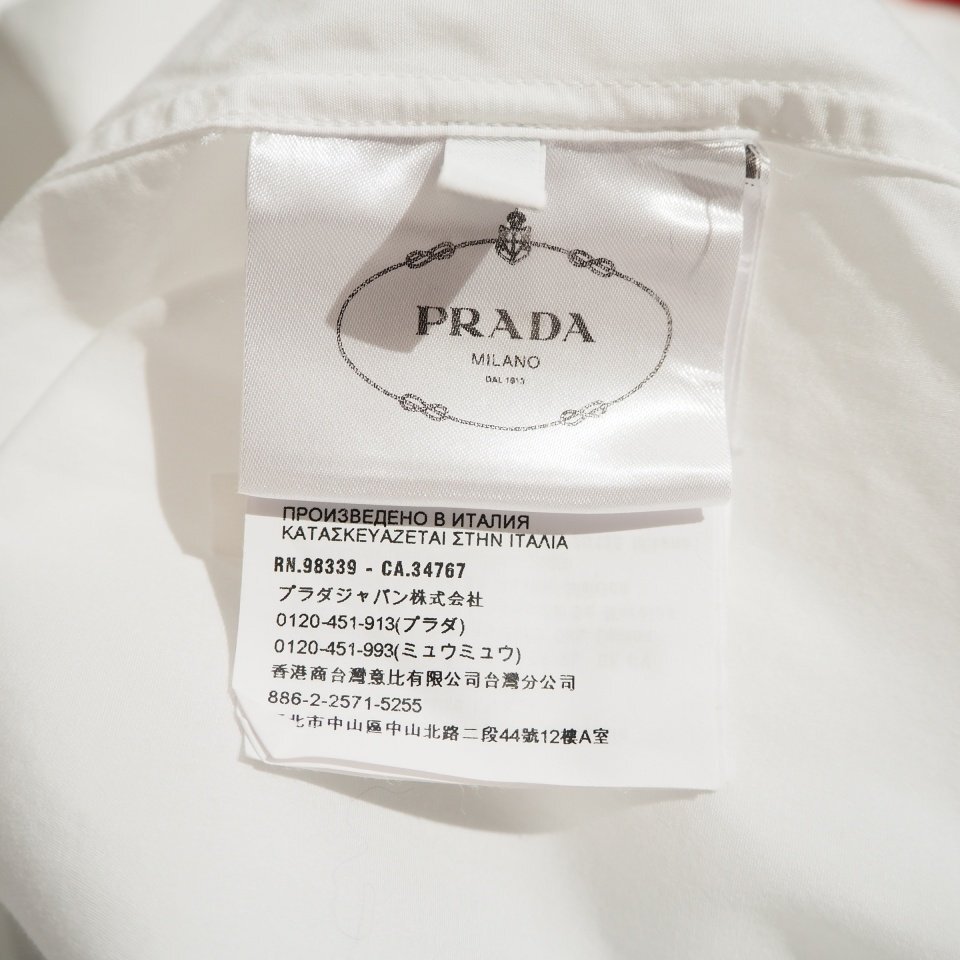 PRADA
MILANO
DAL 1913
ПРОИЗВЕДЕНО В ИТАЛИЯ
ΚΑΤΑΣΚΕΥΑΖΕΤΑΙ ΣΤΗΝ ΙΤΑΛΙΑ
RN.98339 - CA.34767
プラダジャパン株式会社
0120-451-913(プラダ)
0120-451-993(ミュウミュウ)
香港商台灣意比有限公司台灣分公司
886-2-2571-5255
北市中山區中山北路二段44號12樓A室